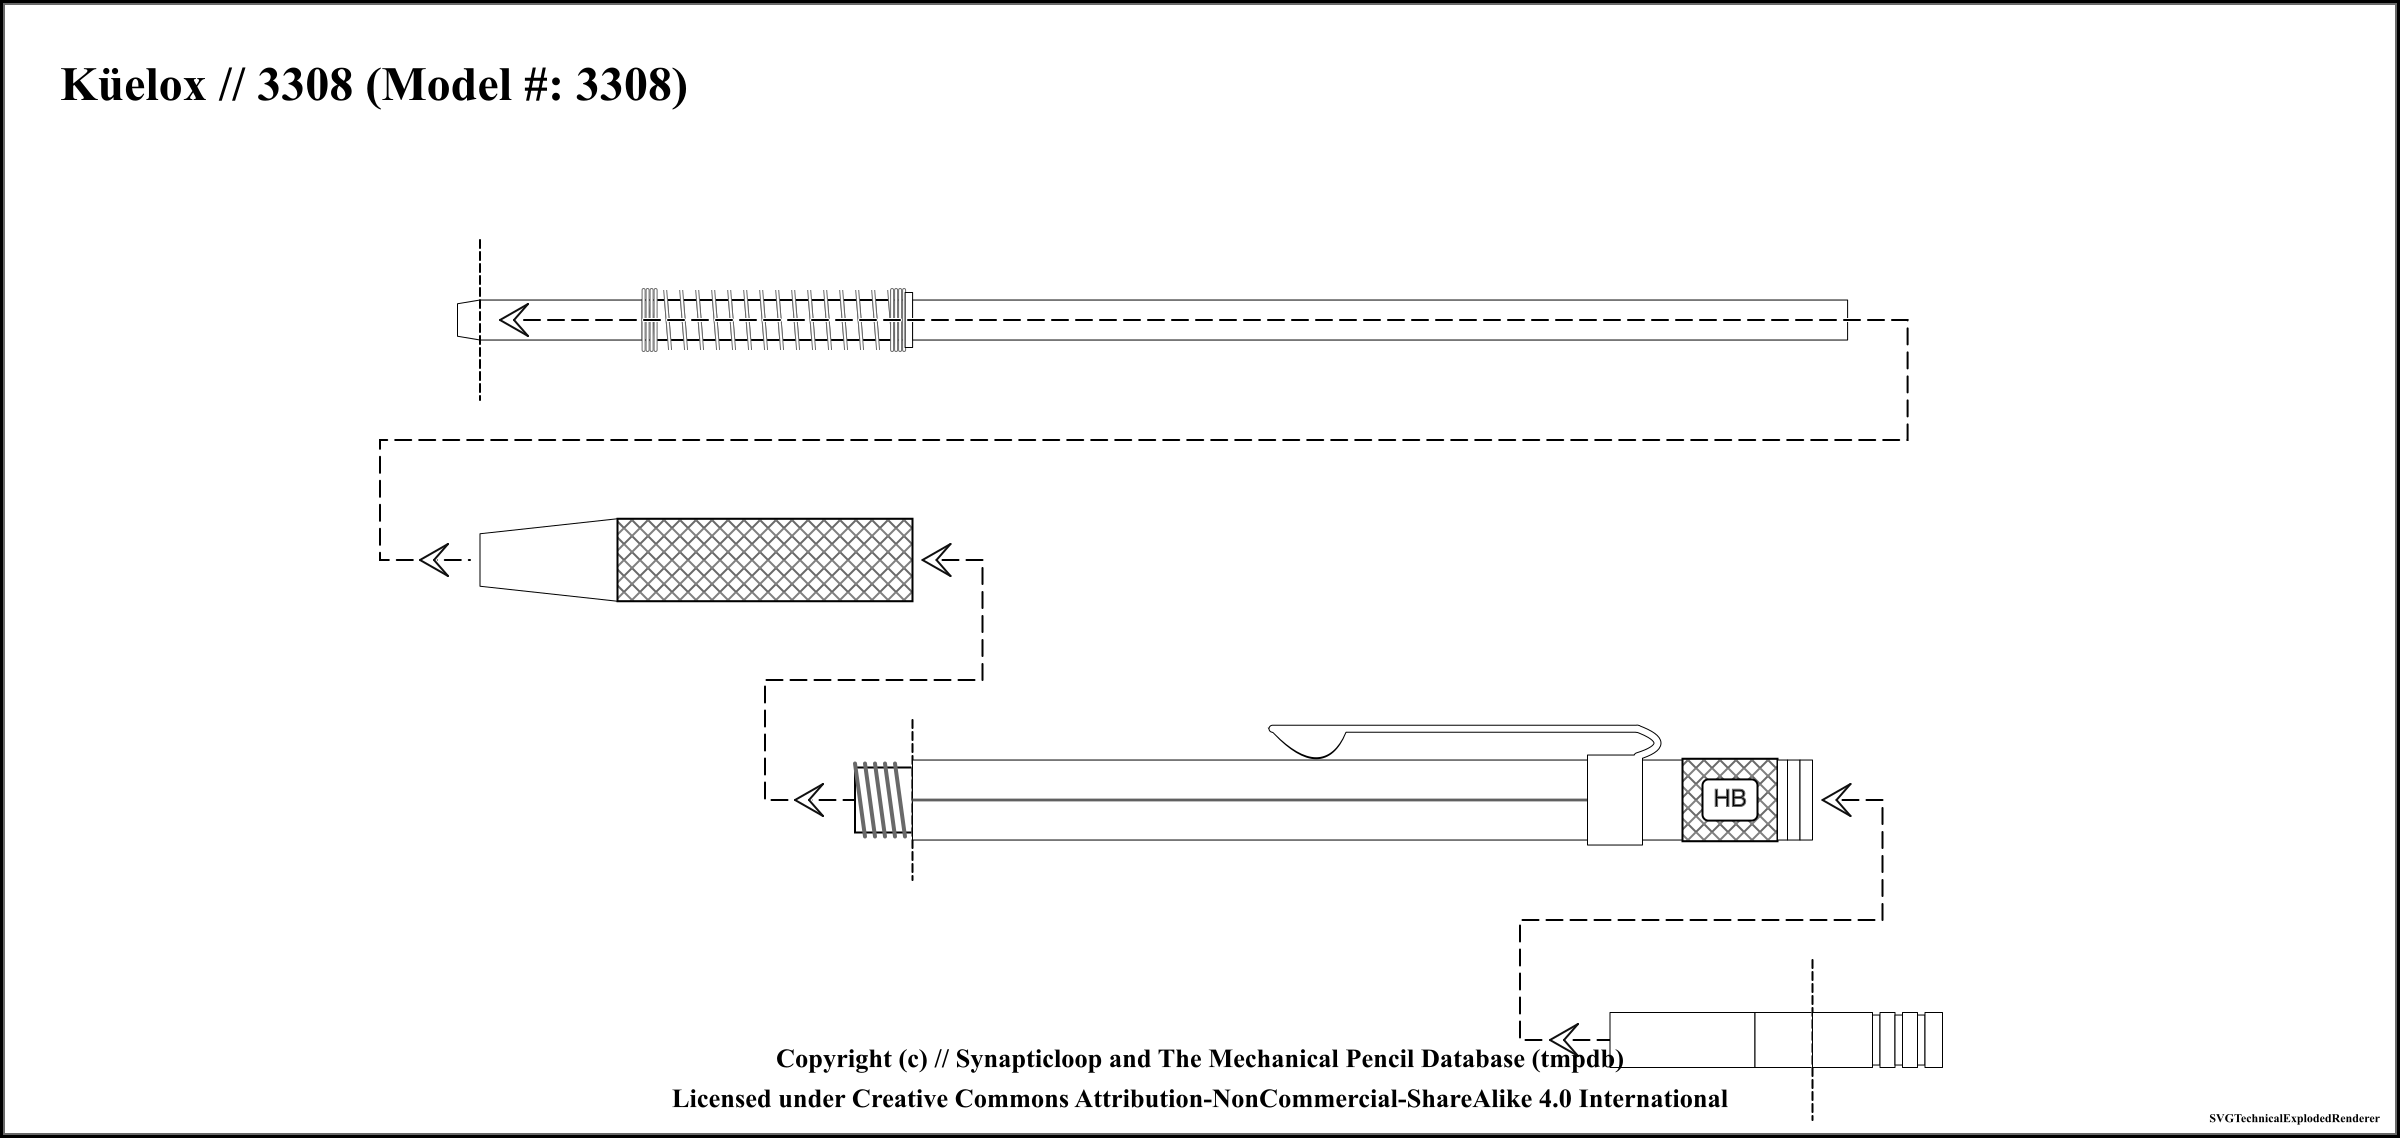 Küelox // 3308 (Model #: 3308)
HB
Copyright (c) // Synapticloop and The Mechanical Pencil Database (tmpdb)
Licensed under Creative Commons Attribution-NonCommercial-ShareAlike 4.0 International
SVGTechnicalExplodedRenderer